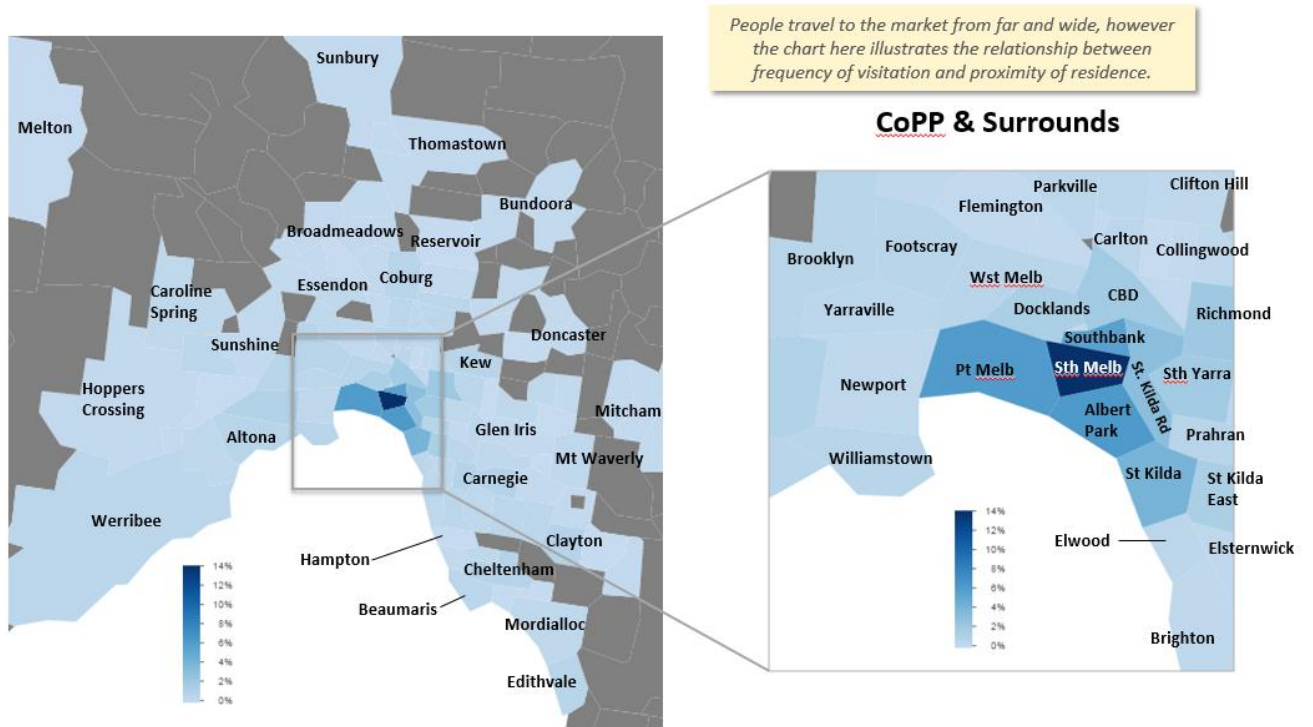 People travel to the market from far and wide, however
the chart here illustrates the relationship between
frequency of visitation and proximity of residence.
CoPP & Surrounds
Sunbury
Melton
Thomastown
Bundoora
Broadmeadows
Reservoir
Coburg
Essendon
Caroline
Spring
Doncaster
Sunshine
Kew
Hoppers
Crossing
Mitcham
Glen Iris
Altona
Mt Waverly
Carnegie
Werribee
Clayton
Hampton
Cheltenham
Beaumaris
Mordialloc
Edithvale
14%
12%
10%
8%
6%
4%
2%
0%
Parkville
Clifton Hill
Flemington
Carlton
Footscray
Collingwood
Brooklyn
Wst Melb
CBD
Docklands
Yarraville
Richmond
Southbank
Pt Melb
Sth Melb
Sth Yarra
St. Kilda Rd
Newport
Albert
Park
Prahran
Williamstown
St Kilda
St Kilda
East
Elwood
Elsternwick
Brighton
14%
12%
10%
8%
6%
4%
2%
0%